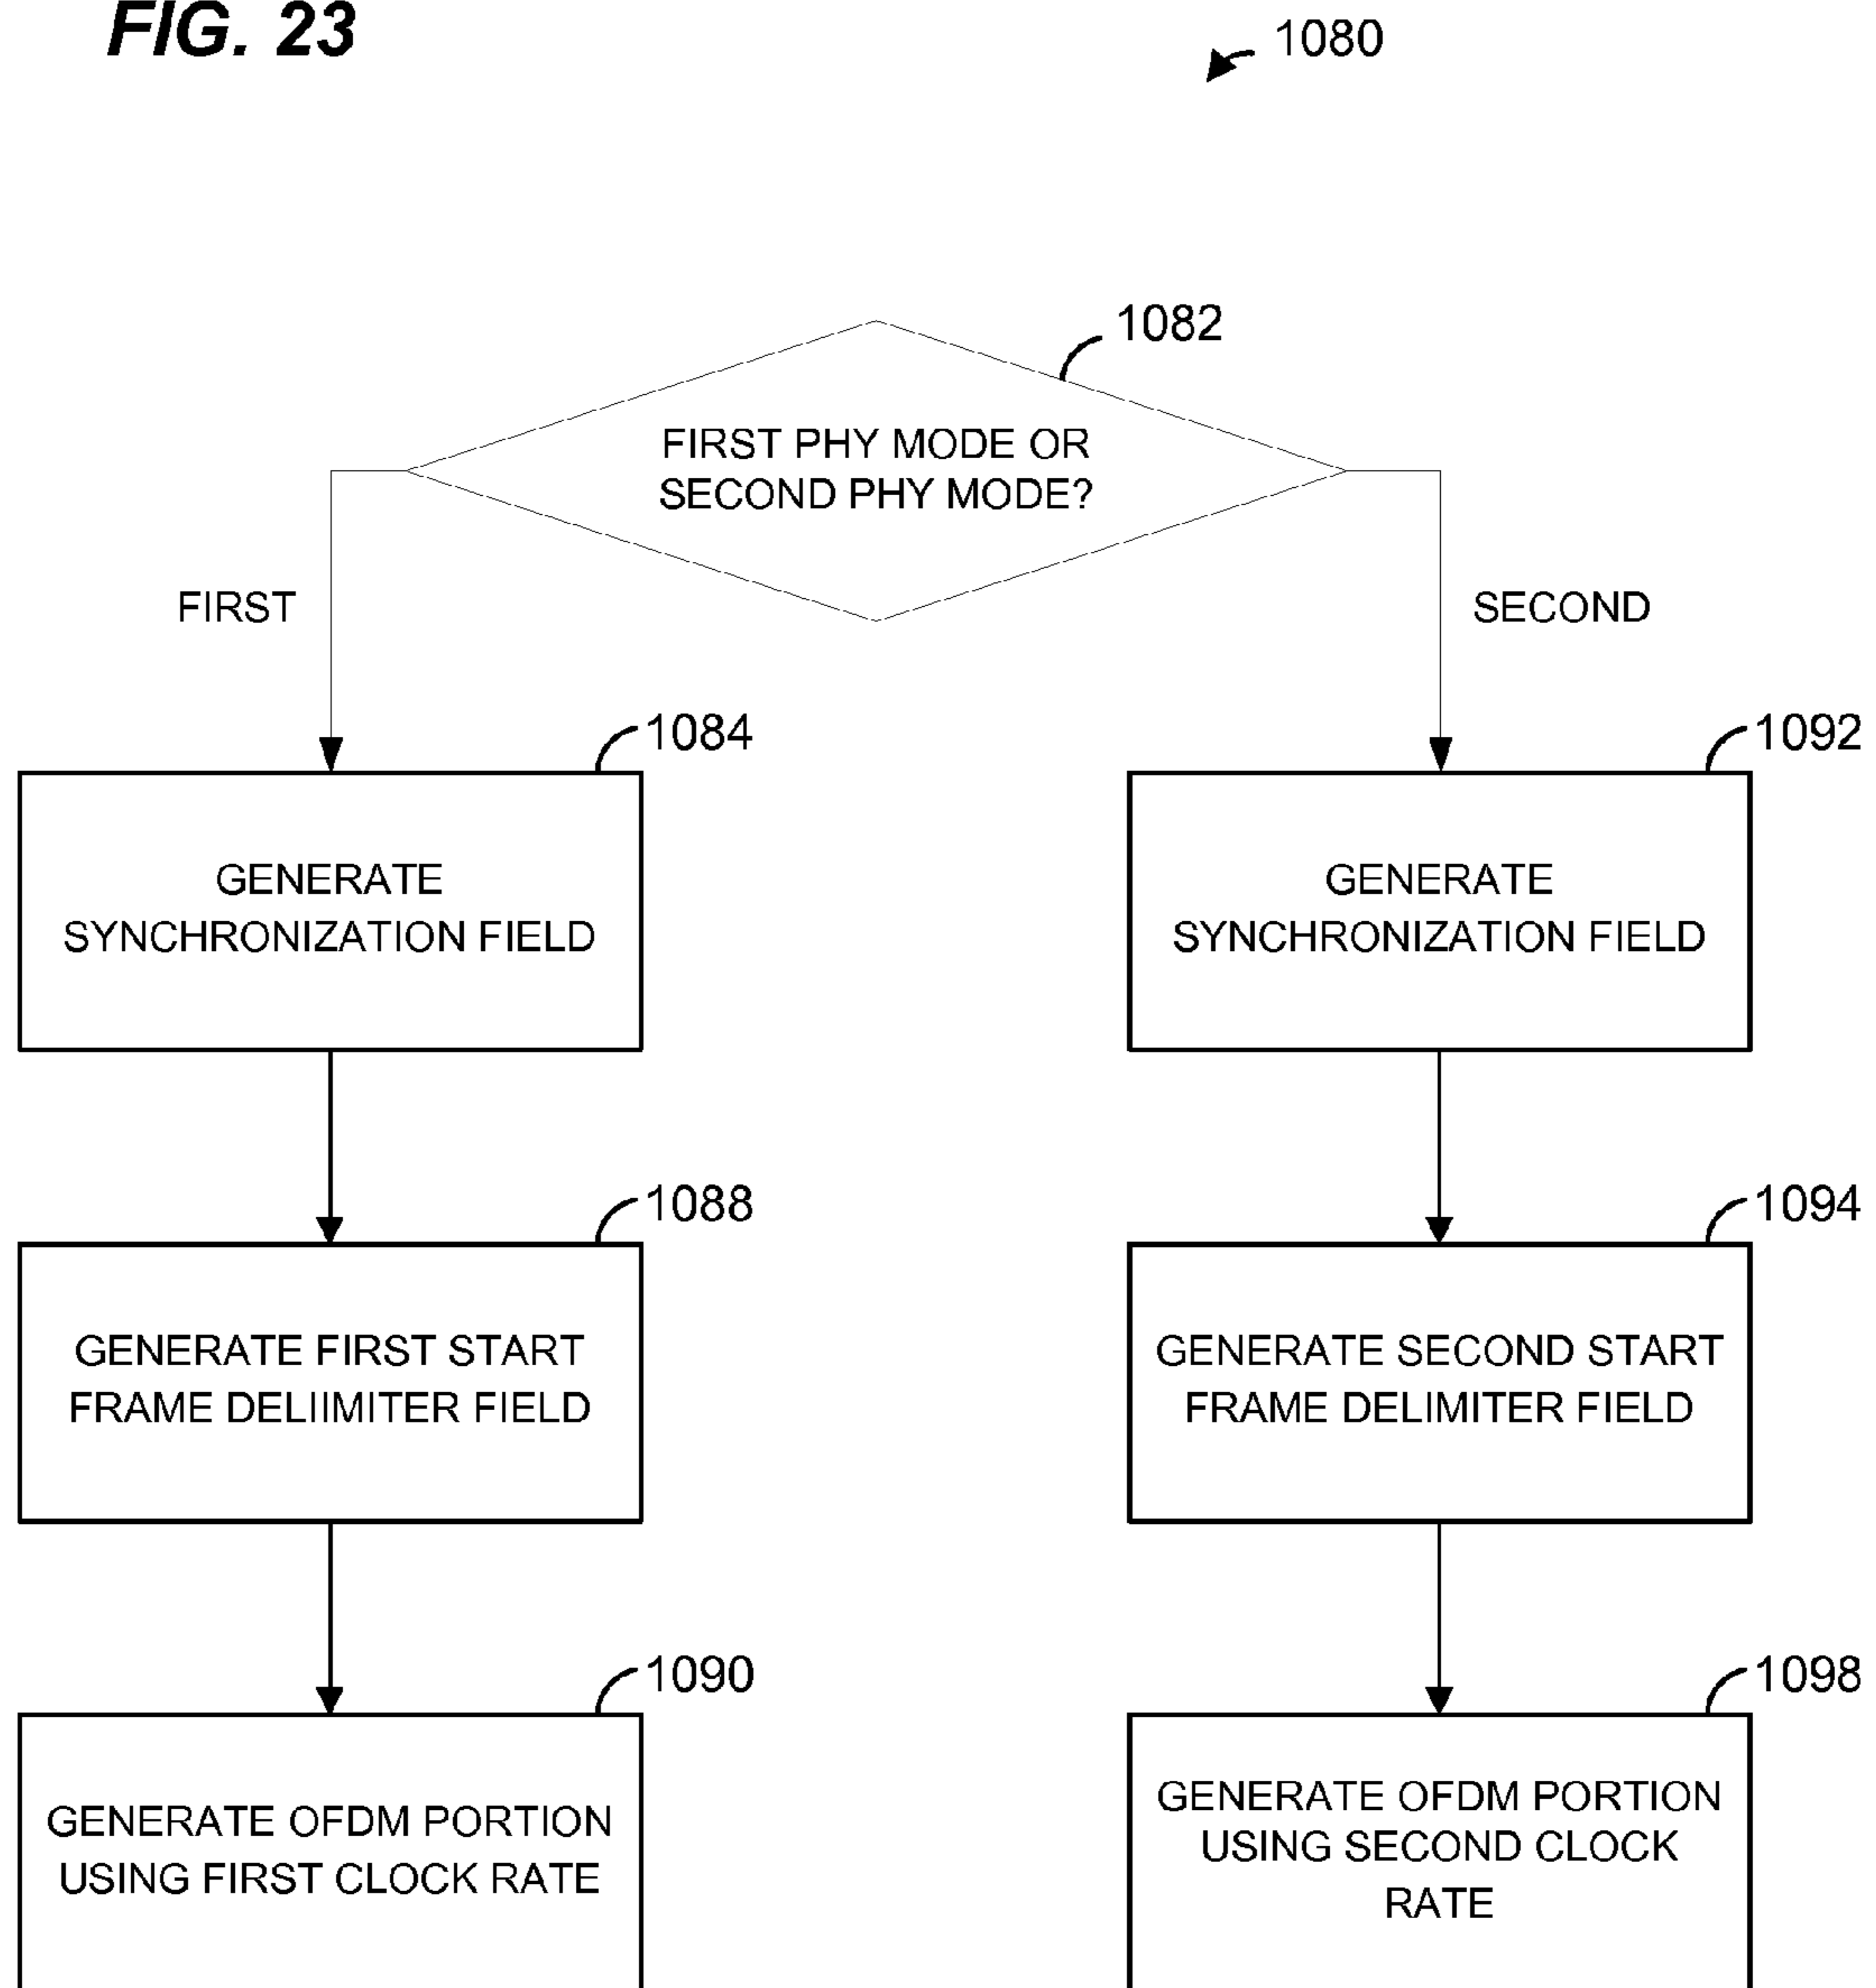 FIG. 23
1080
1082
FIRST PHY MODE OR
SECOND PHY MODE?
FIRST
SECOND
1084
GENERATE
SYNCHRONIZATION FIELD
1092
GENERATE
SYNCHRONIZATION FIELD
1088
GENERATE FIRST START
FRAME DELIIMITER FIELD
1094
GENERATE SECOND START
FRAME DELIMITER FIELD
1090
GENERATE OFDM PORTION
USING FIRST CLOCK RATE
1098
GENERATE OFDM PORTION
USING SECOND CLOCK
RATE